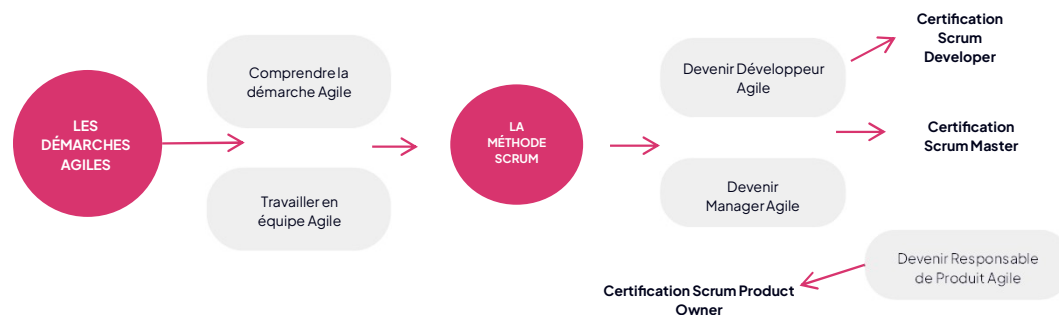 LES
DÉMARCHES
AGILES
Comprendre la
démarche Agile
Travailler en
équipe Agile
LA
MÉTHODE
SCRUM
Devenir Développeur
Agile
Devenir
Manager Agile
Certification
Scrum
Developer
Certification
Scrum Master
Devenir Responsable
de Produit Agile
Certification Scrum Product
Owner